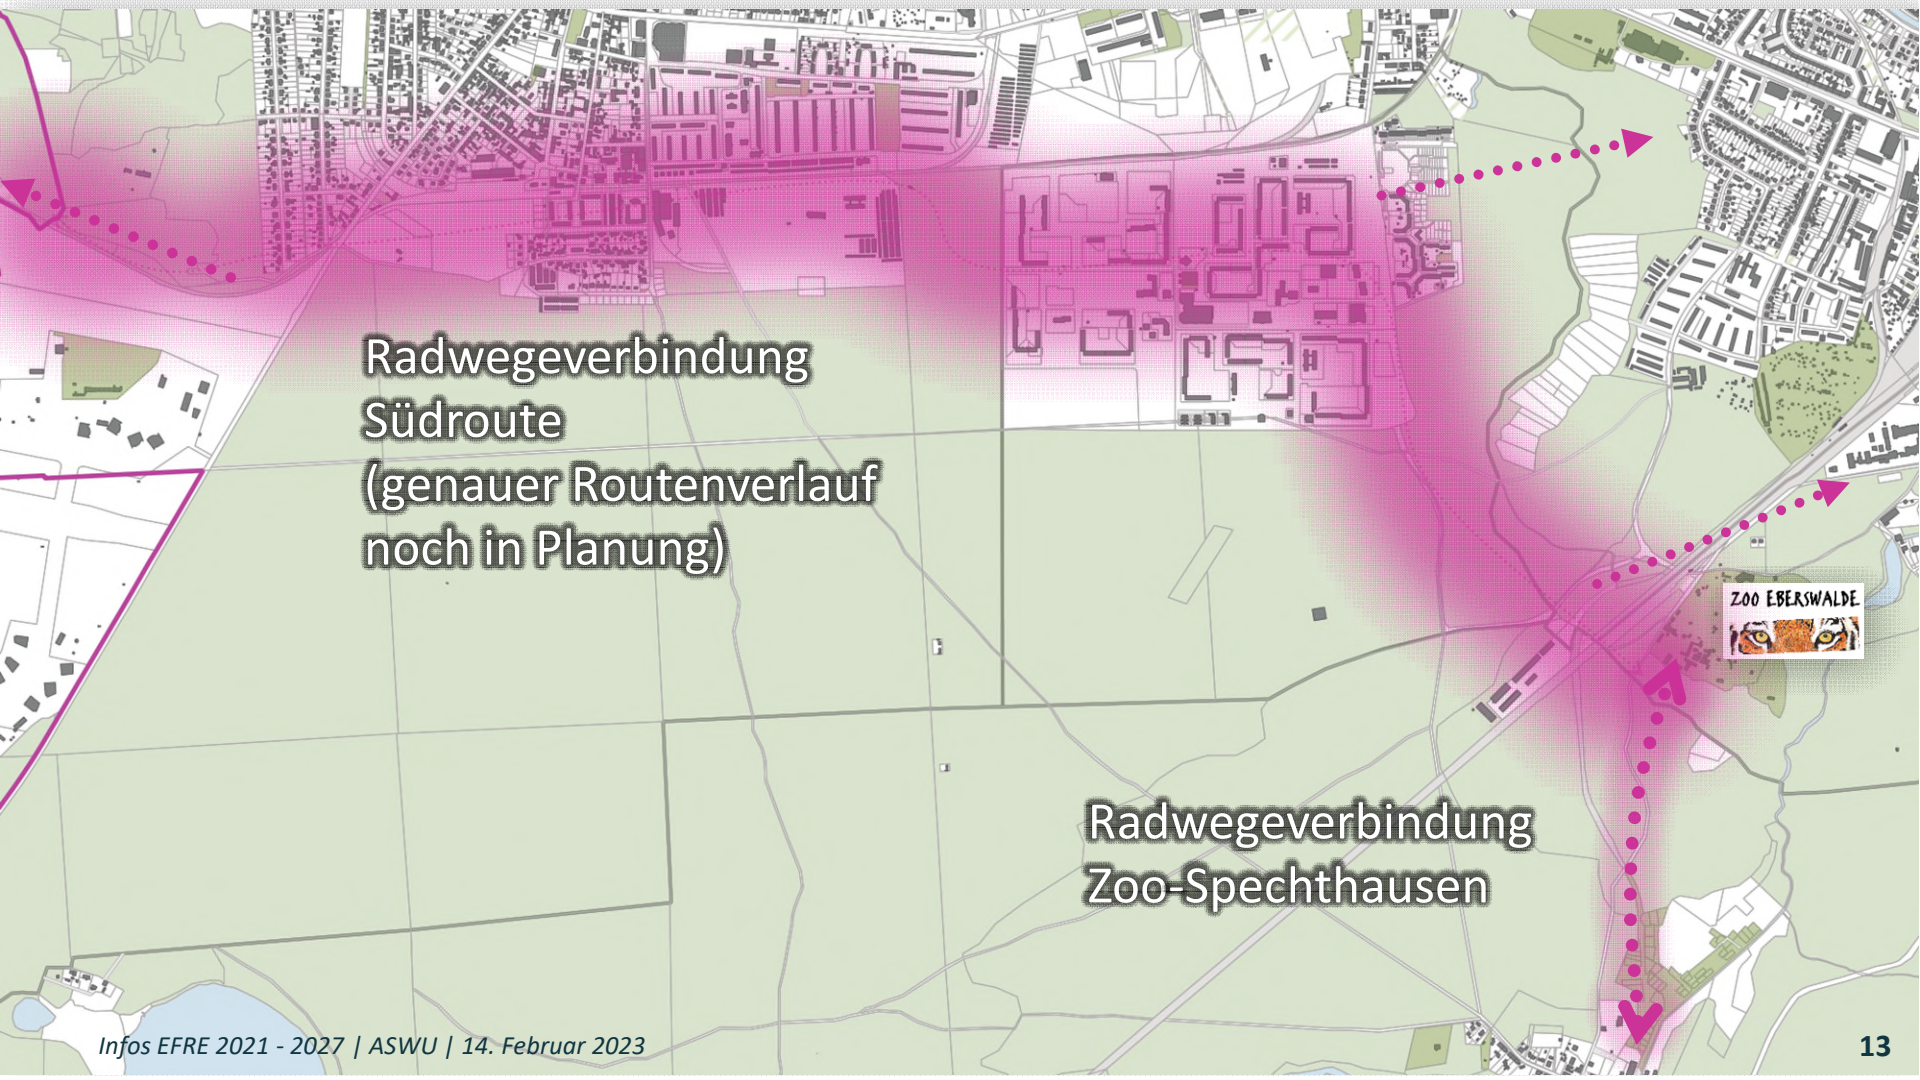 Radwegeverbindung
Südroute
(genauer Routenverlauf
noch in Planung)
ZOO EBERSWALDE
Radwegeverbindung
Zoo-Spechthausen
Infos EFRE 2021 - 2027 | ASWU | 14. Februar 2023
13